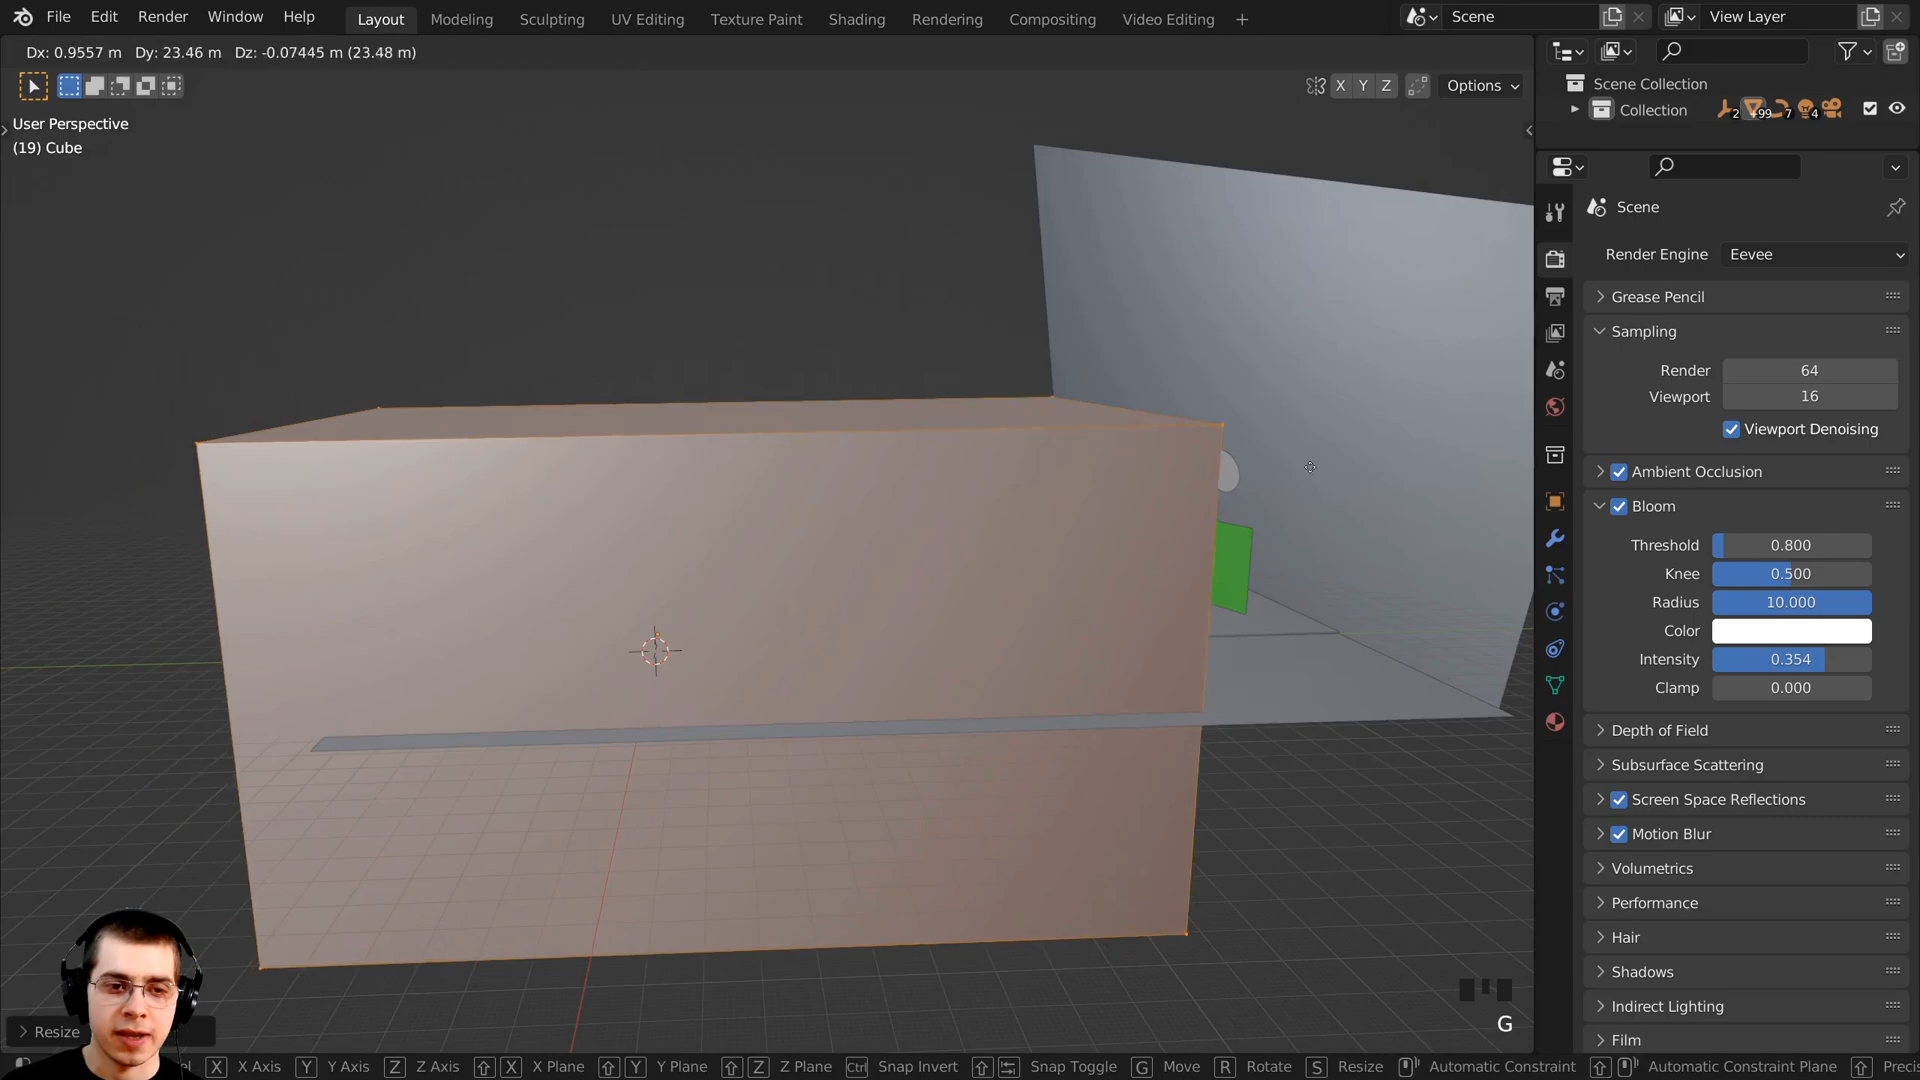 File Edit Render Window Help Layout Modeling Sculpting UV Editing Texture Paint Shading Rendering Compositing Video Editing + Scene View Layer
Dx: 0.9557 m Dy: 23.46 m Dz: -0.07445 m (23.48 m)
X Y Z Options
User Perspective
(19) Cube
Scene Collection
Collection 2 +99 7 4
Scene
Render Engine Eevee
Grease Pencil
Sampling
Render 64
Viewport 16
Viewport Denoising
Ambient Occlusion
Bloom
Threshold 0.800
Knee 0.500
Radius 10.000
Color
Intensity 0.354
Clamp 0.000
Depth of Field
Subsurface Scattering
Screen Space Reflections
Motion Blur
Volumetrics
Performance
Hair
Shadows
Indirect Lighting
Film
G
Resize
X X Axis Y Y Axis Z Z Axis X X Plane Y Y Plane Z Z Plane Ctrl Snap Invert Snap Toggle G Move R Rotate S Resize Automatic Constraint Automatic Constraint Plane